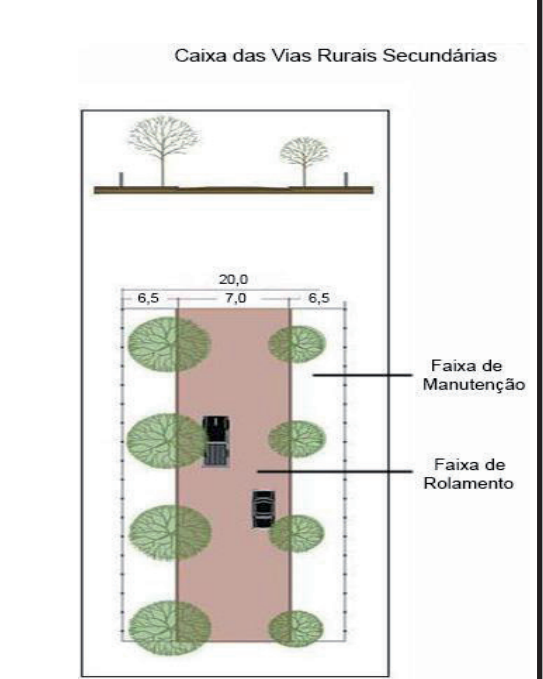 Caixa das Vias Rurais Secundárias
20,0
6,5 7,0 6,5
Faixa de
Manutenção
Faixa de
Rolamento